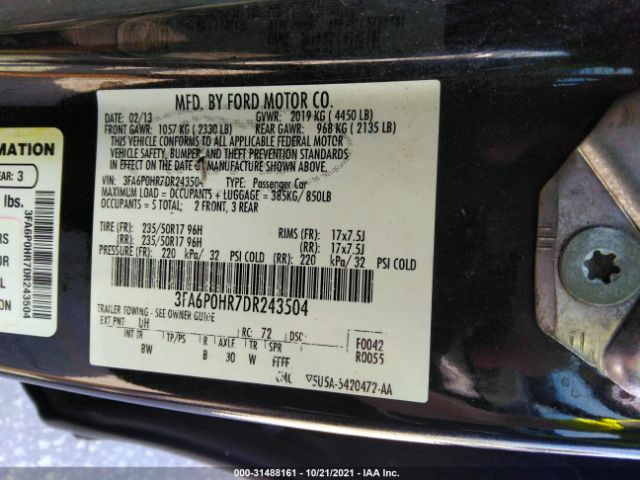 MFD. BY FORD MOTOR CO.
DATE: 02/13 GVWR: 2019 KG ( 4450 LB)
FRONT GAWR: 1057 KG ( 2330 LB) REAR GAWR: 968 KG ( 2135 LB)
THIS VEHICLE CONFORMS TO ALL APPLICABLE FEDERAL MOTOR
VEHICLE SAFETY, BUMPER, AND THEFT PREVENTION STANDARDS
IN EFFECT ON THE DATE OF MANUFACTURE SHOWN ABOVE.
VIN: 3FA6P0HR7DR243504 TYPE: Passenger Car
MAXIMUM LOAD = OCCUPANTS + LUGGAGE = 385KG/ 850LB
OCCUPANTS = 5 TOTAL: 2 FRONT, 3 REAR
TIRE (FR): 235/50R17 96H RIMS (FR): 17x7.5J
(RR): 235/50R17 96H (RR): 17x7.5J
PRESSURE (FR): 220 kPa/ 32 PSI COLD (RR) 220 kPa/ 32 PSI COLD
3FA6P0HR7DR243504
TRAILER TOWING - SEE OWNER GUIDE
EXT PNT: UH RC: 72 DSO: F0042
INT TR TP/PS R AXLE TR SPR R0055
BW B 30 W FFFF
5U5A-5420472-AA
MATION
EAR: 3
lbs.
RS
OR
3FA6P0HR7DR243504
000-31488161 - 10/21/2021 - IAA Inc.